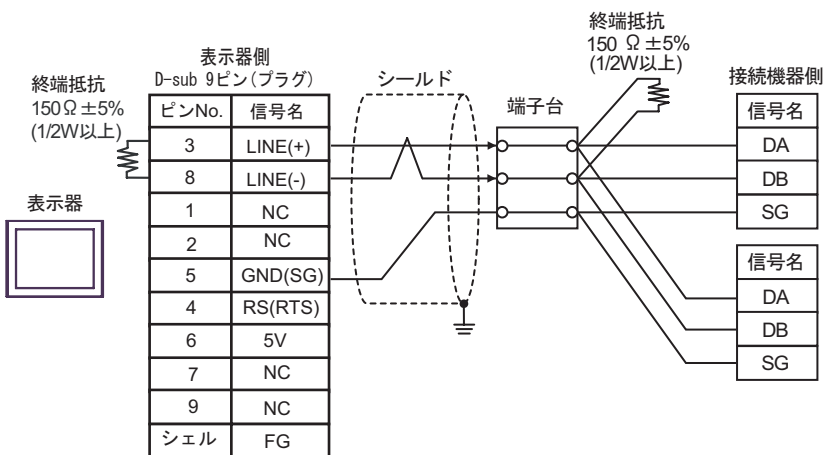 終端抵抗
150Ω±5%
(1/2W以上)
表示器
表示器側
D-sub 9ピン(プラグ)
ピンNo. 信号名
3 LINE(+)
8 LINE(-)
1 NC
2 NC
5 GND(SG)
4 RS(RTS)
6 5V
7 NC
9 NC
シェル FG
シールド
端子台
終端抵抗
150 Ω±5%
(1/2W以上)
接続機器側
信号名
DA
DB
SG
信号名
DA
DB
SG